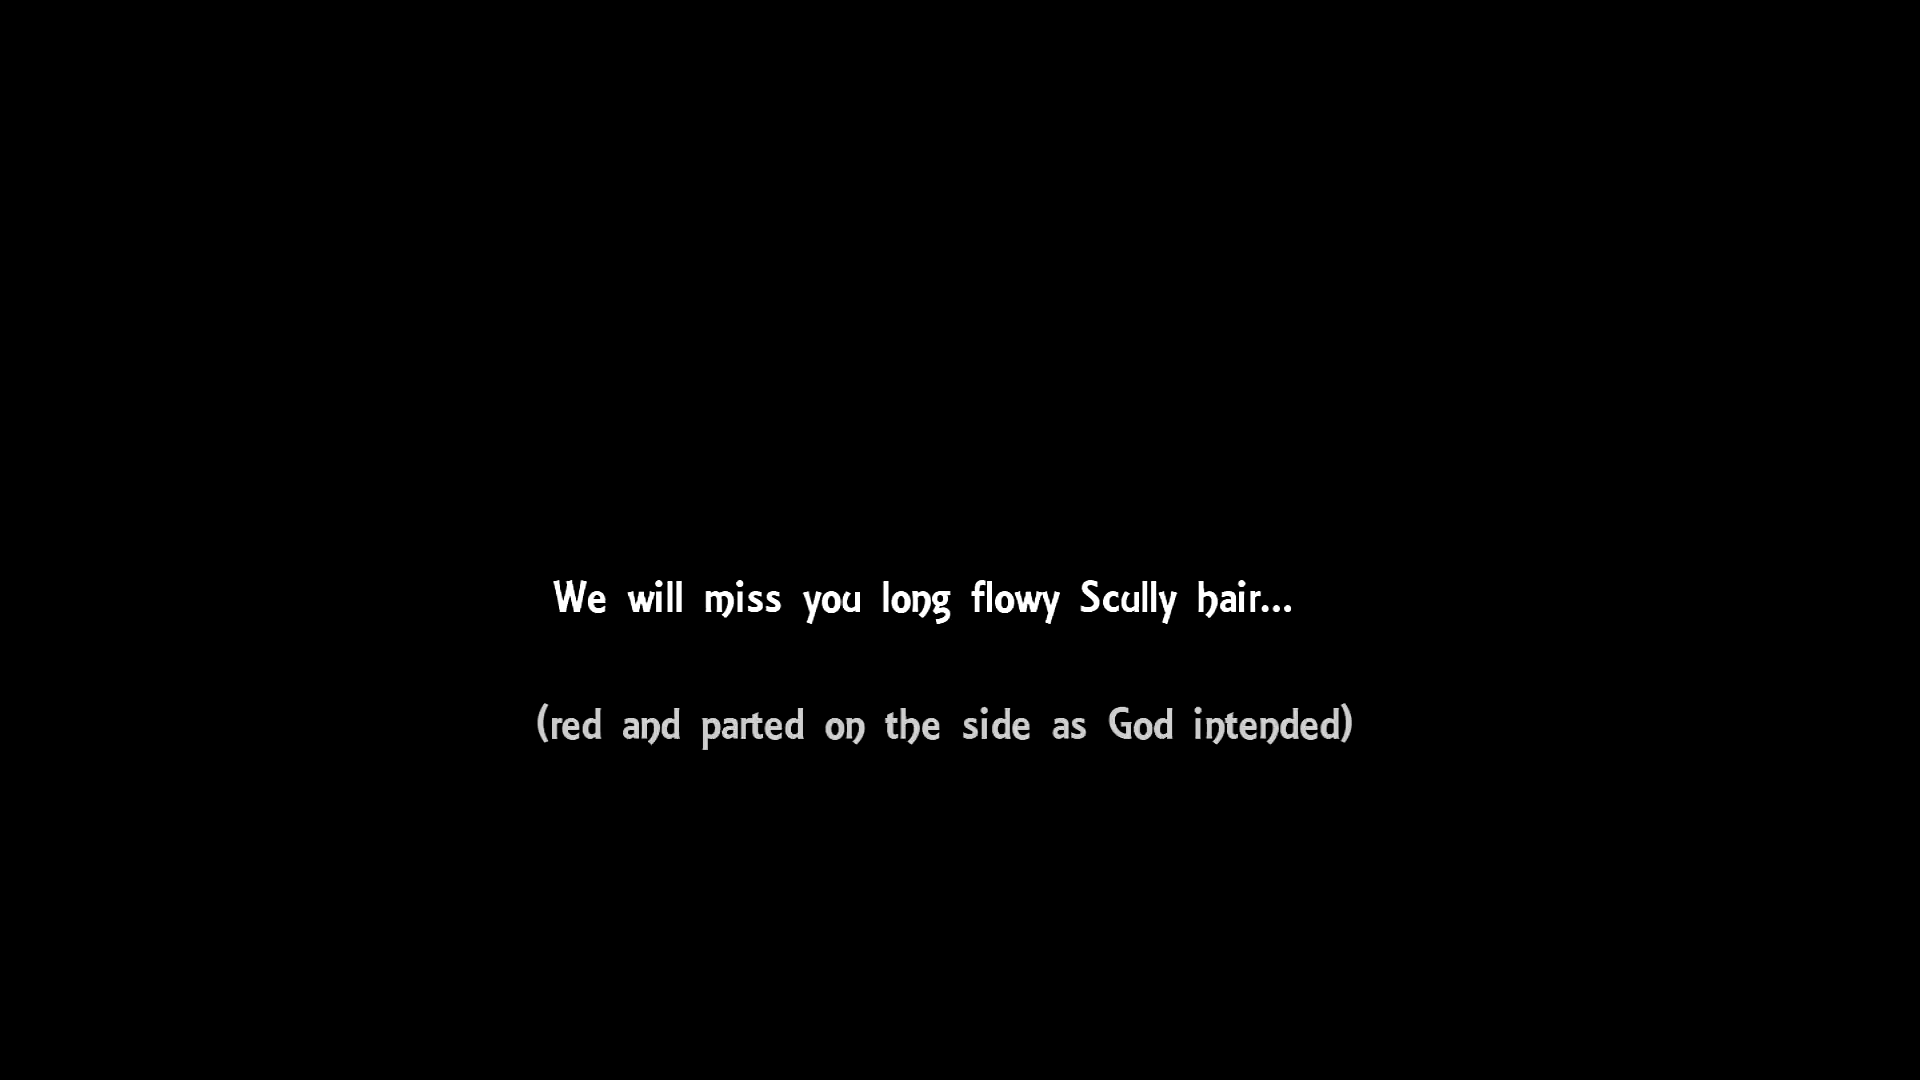 We will miss you long flowy Scully hair...
(red and parted on the side as God intended)